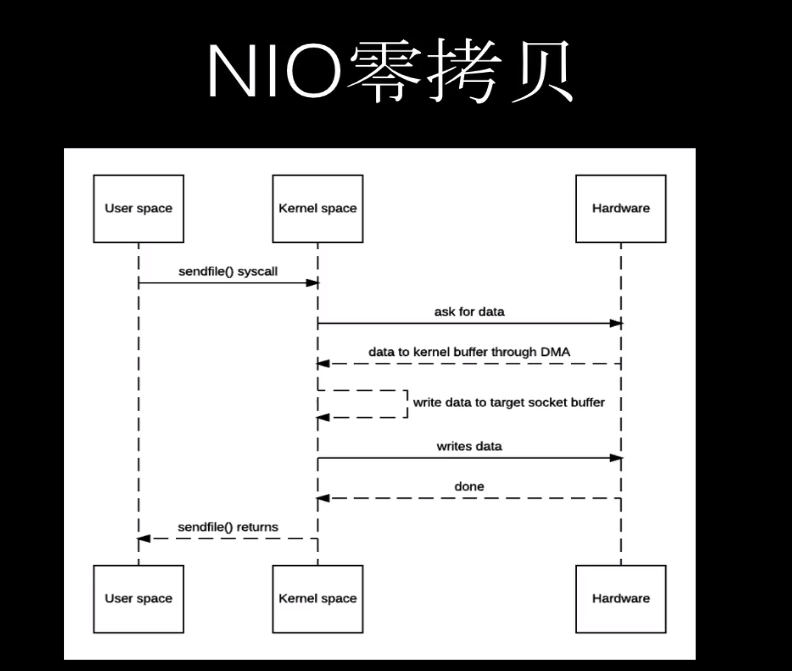 NIO零拷贝
User space
Kernel space
Hardware
sendfile() syscall
ask for data
data to kernel buffer through DMA
write data to target socket buffer
writes data
done
sendfile() returns
User space
Kernel space
Hardware